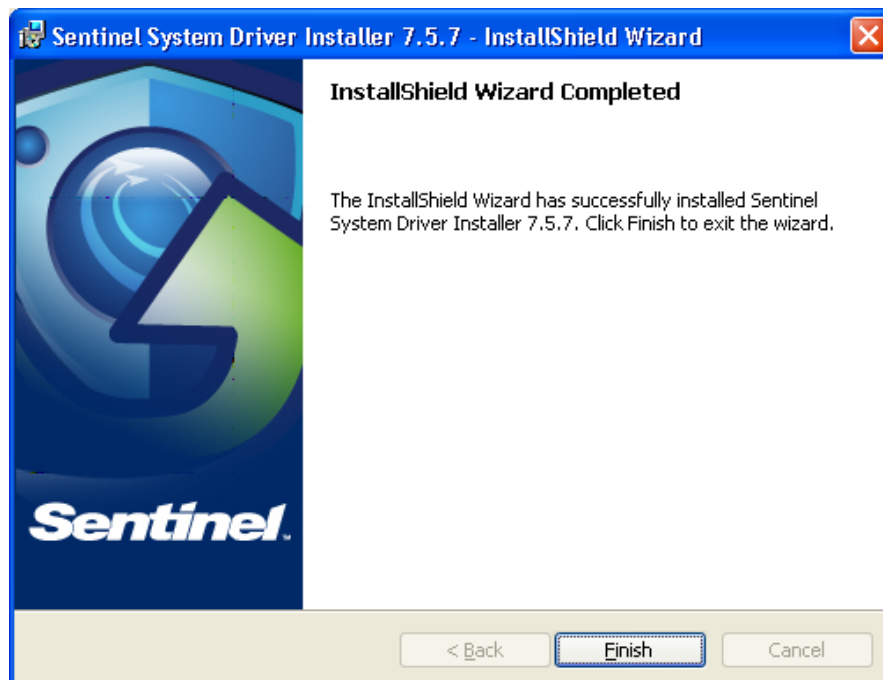 Sentinel System Driver Installer 7.5.7 - InstallShield Wizard
InstallShield Wizard Completed
The InstallShield Wizard has successfully installed Sentinel
System Driver Installer 7.5.7. Click Finish to exit the wizard.
Sentinel.
< Back
Finish
Cancel